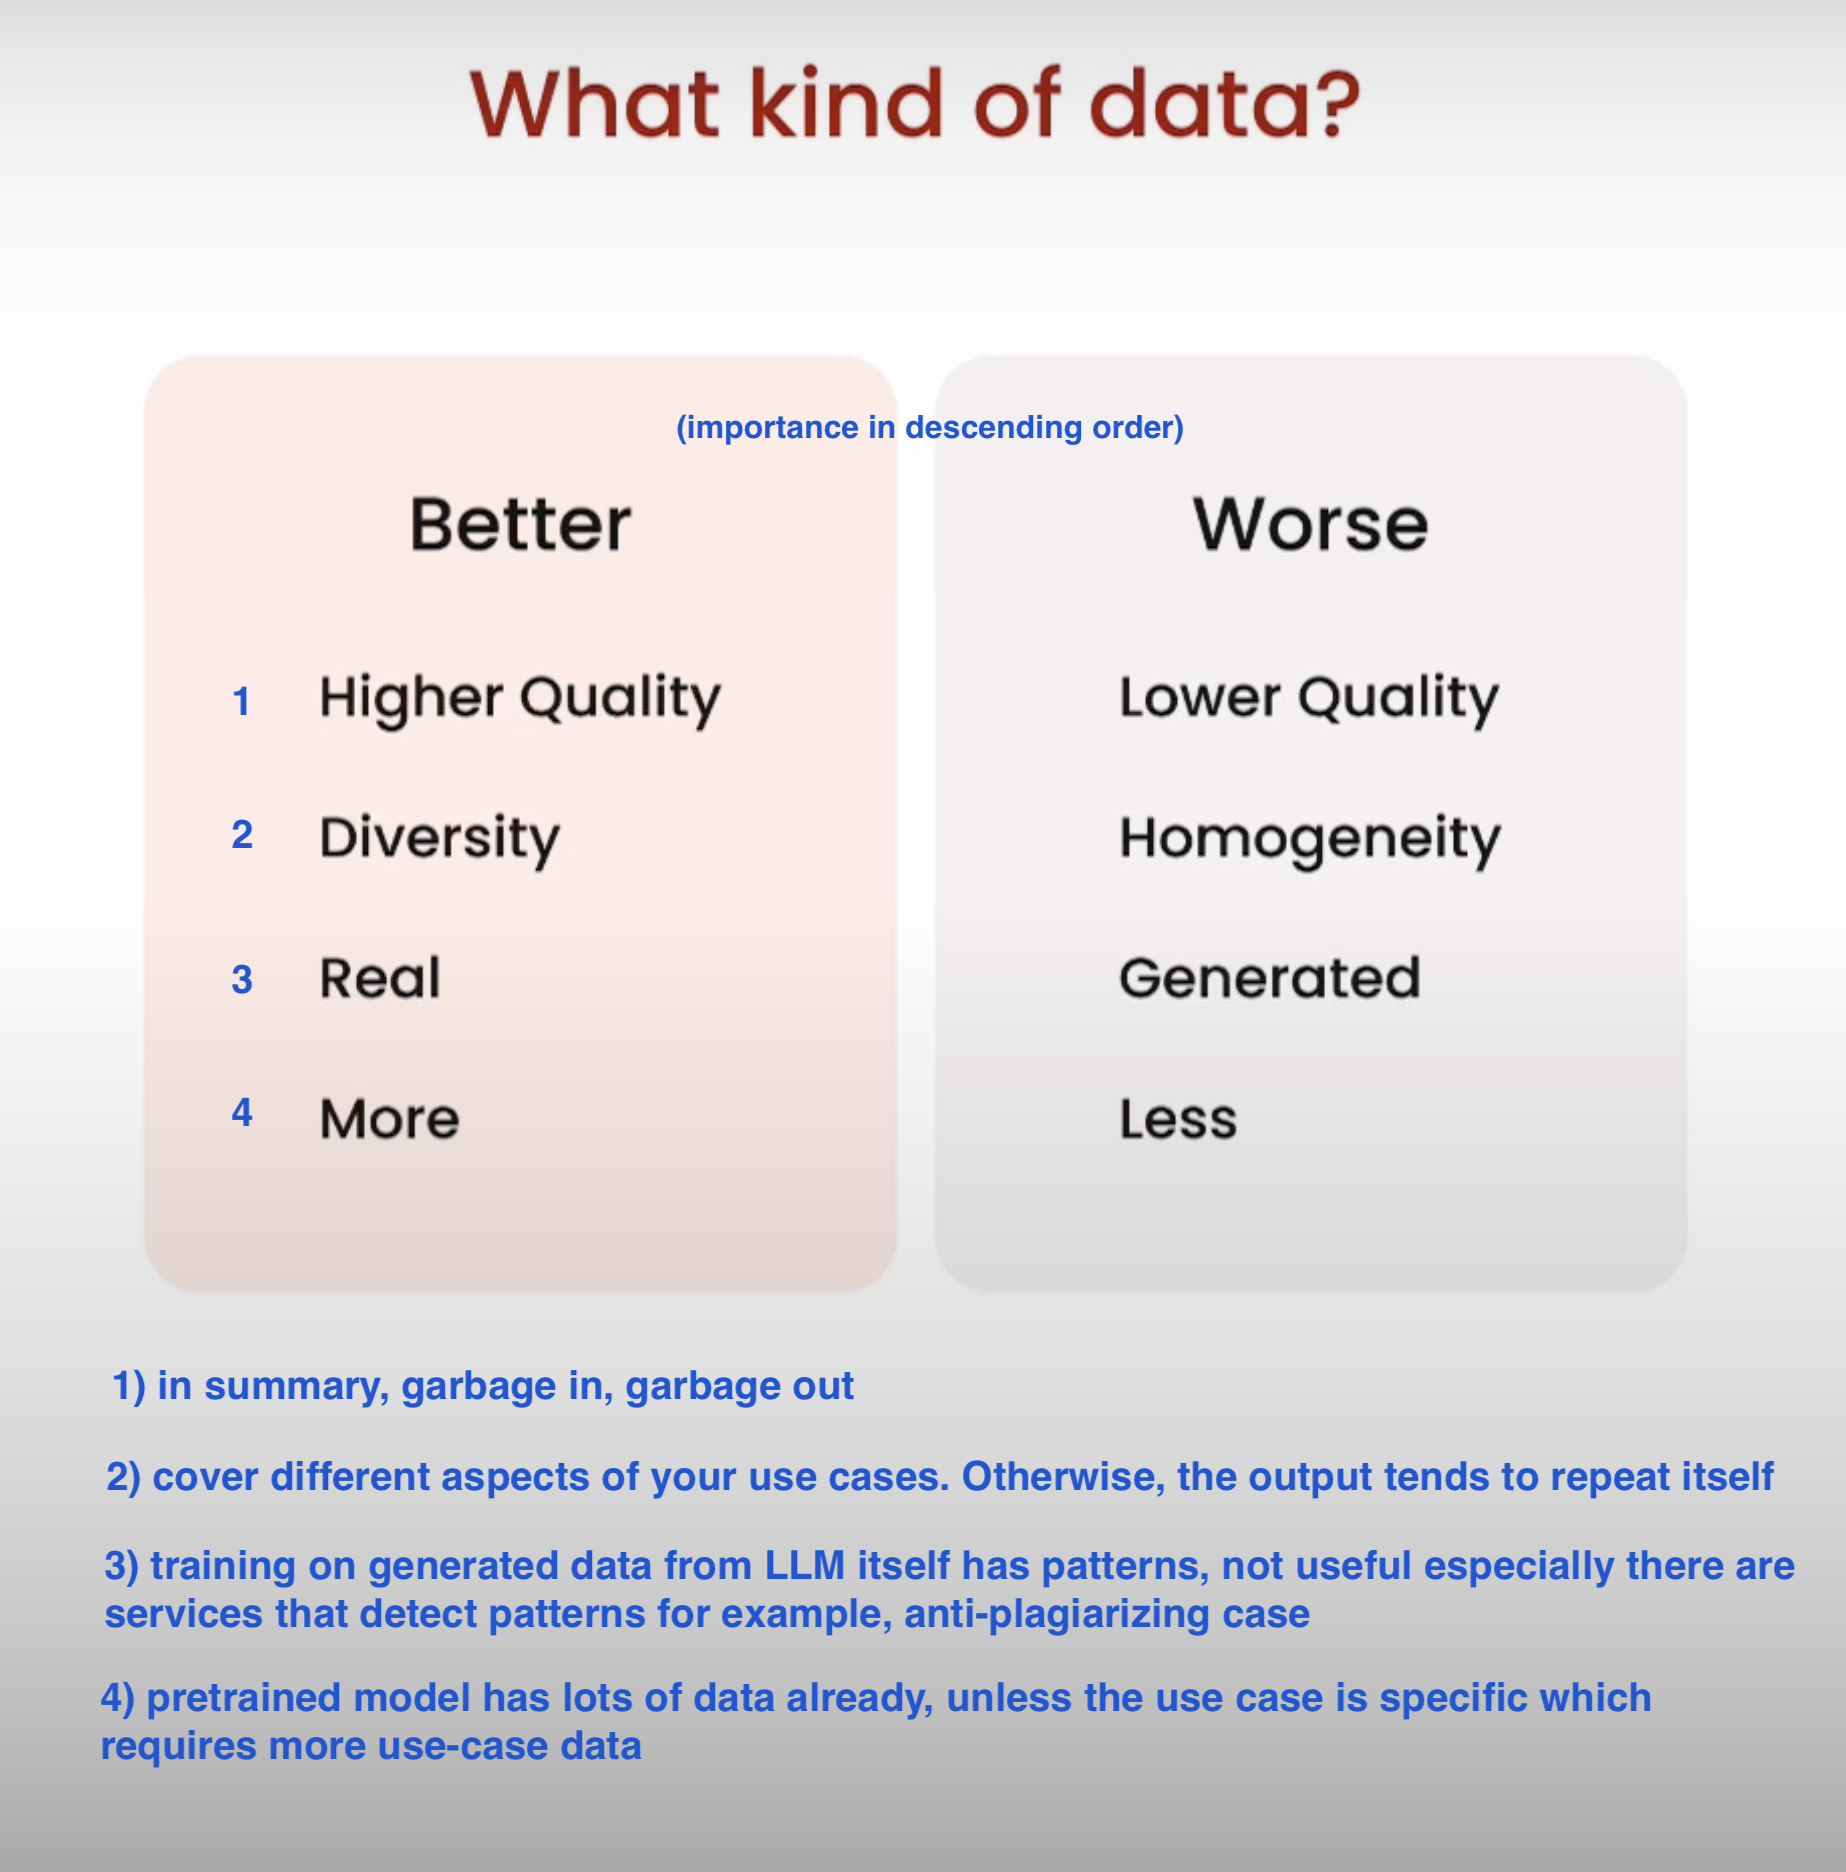 What kind of data?
(importance in descending order)
Better
Worse
1 Higher Quality
Lower Quality
2 Diversity
Homogeneity
3 Real
Generated
4 More
Less
1) in summary, garbage in, garbage out
2) cover different aspects of your use cases. Otherwise, the output tends to repeat itself
3) training on generated data from LLM itself has patterns, not useful especially there are
services that detect patterns for example, anti-plagiarizing case
4) pretrained model has lots of data already, unless the use case is specific which
requires more use-case data